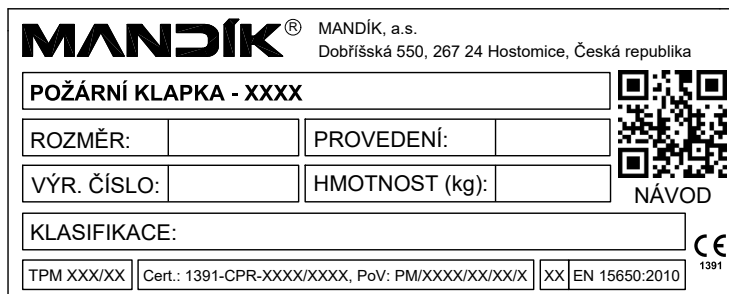 MANDÍK® MANDÍK, a.s.
Dobříšská 550, 267 24 Hostomice, Česká republika
POŽÁRNÍ KLAPKA - XXXX
ROZMĚR: PROVEDENÍ:
VÝR. ČÍSLO: HMOTNOST (kg):
NÁVOD
KLASIFIKACE:
CE
1391
TPM XXX/XX Cert.: 1391-CPR-XXXX/XXXX, PoV: PM/XXXX/XX/XX/X XX EN 15650:2010